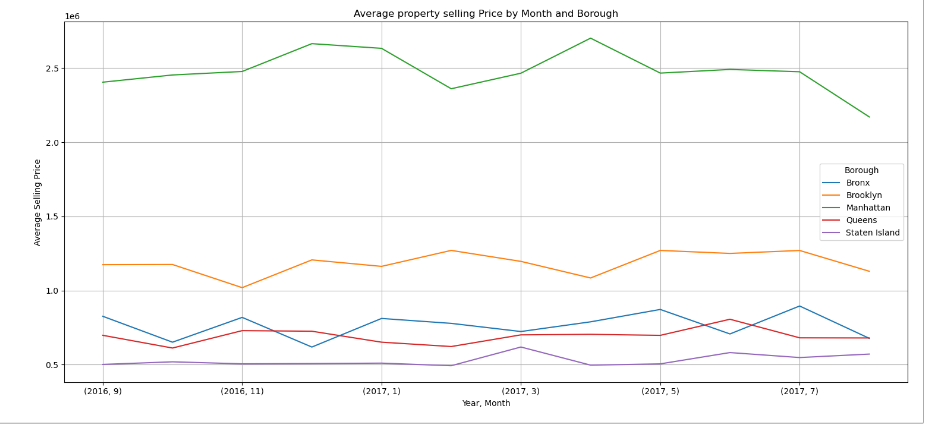 Average property selling Price by Month and Borough
1e6
2.5
2.0
1.5
1.0
0.5
Average Selling Price
Borough
Bronx
Brooklyn
Manhattan
Queens
Staten Island
(2016, 9)
(2016, 11)
(2017, 1)
(2017, 3)
(2017, 5)
(2017, 7)
Year, Month